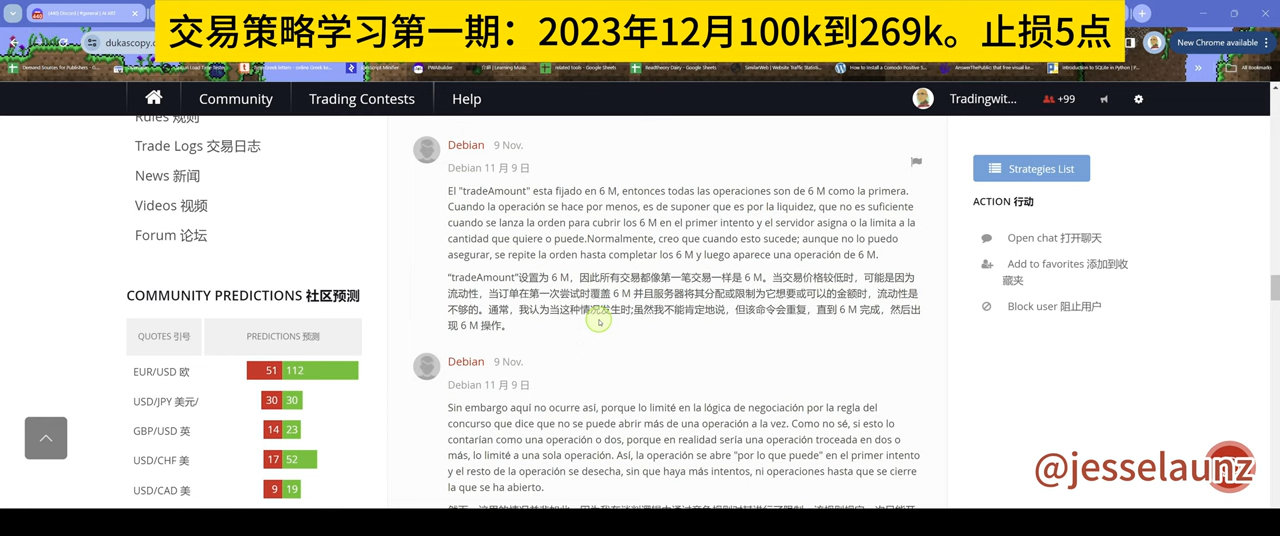 交易策略学习第一期：2023年12月100k到269k。止损5点
dukascopy.c
New Chrome available
All Bookmarks
Community
Trading Contests
Help
Tradingwit...
+99
Rules 规则
Trade Logs 交易日志
News 新闻
Videos 视频
Forum 论坛
COMMUNITY PREDICTIONS 社区预测
QUOTES 引号
PREDICTIONS 预测
EUR/USD 欧
51
112
USD/JPY 美元/
30
30
GBP/USD 英
14
23
USD/CHF 美
17
52
USD/CAD 美
9
19
Debian 9 Nov.
Debian 11 月 9 日
El "tradeAmount" esta fijado en 6 M, entonces todas las operaciones son de 6 M como la primera.
Cuando la operación se hace por menos, es de suponer que es por la liquidez, que no es suficiente
cuando se lanza la orden para cubrir los 6 M en el primer intento y el servidor asigna o la limita a la
cantidad que quiere o puede.Normalmente, creo que cuando esto sucede; aunque no lo puedo
asegurar, se repite la orden hasta completar los 6 M y luego aparece una operación de 6 M.
“tradeAmount”设置为 6 M，因此所有交易都像第一笔交易一样是 6 M。当交易价格较低时，可能是因为
流动性，当订单在第一次尝试时覆盖 6 M 并且服务器将其分配或限制为它想要或可以的金额时，流动性是
不够的。通常，我认为当这种情况发生时;虽然我不能肯定地说，但该命令会重复，直到 6 M 完成，然后出
现 6 M 操作。
Debian 9 Nov.
Debian 11 月 9 日
Sin embargo aquí no ocurre así, porque lo limité en la lógica de negociación por la regla del
concurso que dice que no se puede abrir más de una operación a la vez. Como no sé, si esto lo
contarían como una operación o dos, porque en realidad sería una operación troceada en dos o
más, lo limité a una sola operación. Así, la operación se abre "por lo que puede" en el primer intento
y el resto de la operación se desecha, sin que haya más intentos, ni operaciones hasta que se cierre
la que se ha abierto.
Strategies List
ACTION 行动
Open chat 打开聊天
Add to favorites 添加到收
藏夹
Block user 阻止用户
@jesselaunz